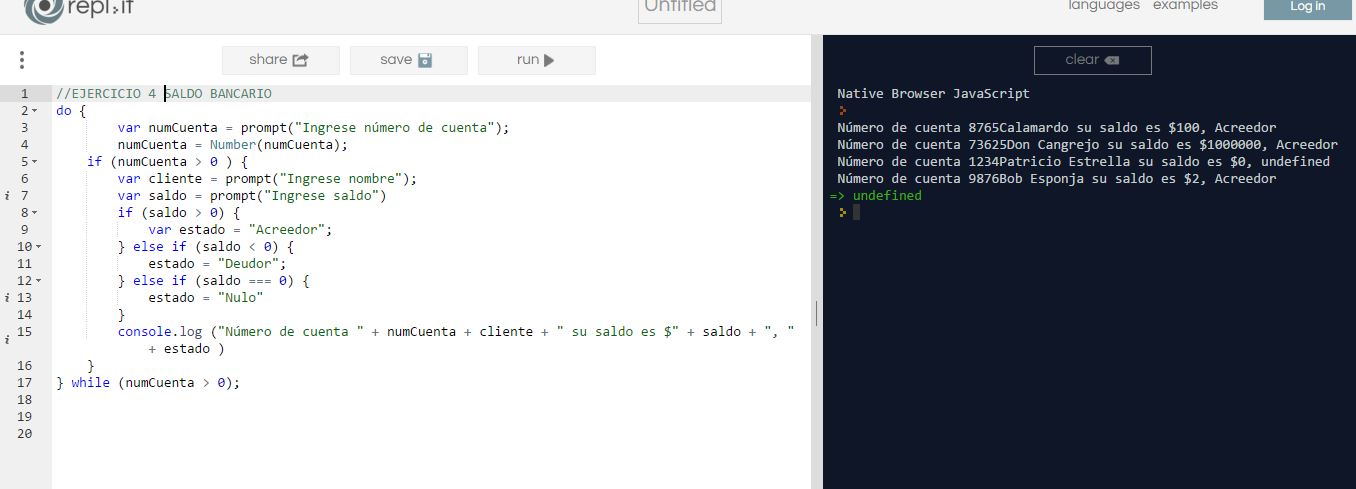 repl.it
Untitled
languages examples
Log in
share
save
run
clear
1 //EJERCICIO 4 SALDO BANCARIO
2 do {
3 var numCuenta = prompt("Ingrese número de cuenta");
4 numCuenta = Number(numCuenta);
5 if (numCuenta > 0 ) {
6 var cliente = prompt("Ingrese nombre");
i 7 var saldo = prompt("Ingrese saldo")
8 if (saldo > 0) {
9 var estado = "Acreedor";
10 } else if (saldo < 0) {
11 estado = "Deudor";
12 } else if (saldo === 0) {
i 13 estado = "Nulo"
14 }
i 15 console.log ("Número de cuenta " + numCuenta + cliente + " su saldo es $" + saldo + ", "
+ estado )
16 }
17 } while (numCuenta > 0);
18
19
20
Native Browser JavaScript
Número de cuenta 8765Calamardo su saldo es $100, Acreedor
Número de cuenta 73625Don Cangrejo su saldo es $1000000, Acreedor
Número de cuenta 1234Patricio Estrella su saldo es $0, undefined
Número de cuenta 9876Bob Esponja su saldo es $2, Acreedor
=> undefined